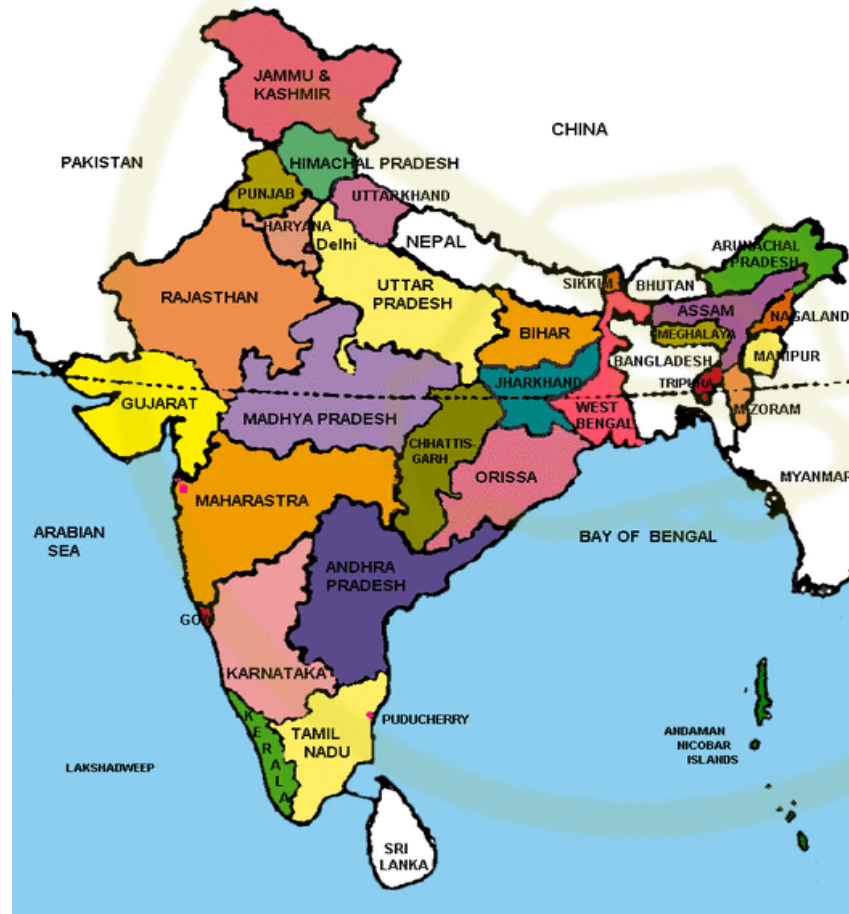 JAMMU &
KASHMIR
CHINA
PAKISTAN
HIMACHAL PRADESH
PUNJAB
UTTARKHAND
HARYANA
Delhi
NEPAL
ARUNACHAL
PRADESH
SIKKIM
BHUTAN
UTTAR
PRADESH
RAJASTHAN
ASSAM
NAGALAND
BIHAR
MEGHALAYA
BANGLADESH
MANIPUR
JHARKHAND
TRIPURA
GUJARAT
MADHYA PRADESH
WEST
BENGAL
MIZORAM
CHHATTIS-
GARH
ORISSA
MYANMAR
MAHARASTRA
ARABIAN
SEA
BAY OF BENGAL
ANDHRA
PRADESH
GOA
KARNATAKA
PUDUCHERRY
TAMIL
NADU
KERALA
ANDAMAN
NICOBAR
ISLANDS
LAKSHADWEEP
SRI
LANKA